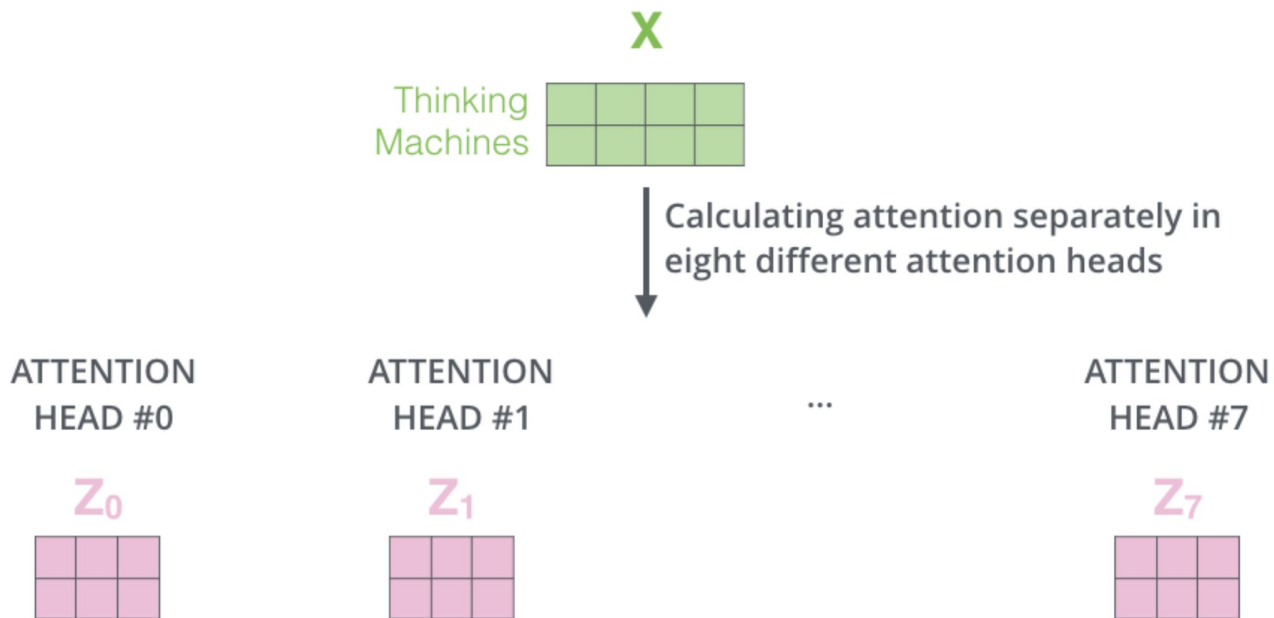 X
Thinking
Machines
Calculating attention separately in
eight different attention heads
ATTENTION
HEAD #0
ATTENTION
HEAD #1
...
ATTENTION
HEAD #7
Z0
Z1
Z7